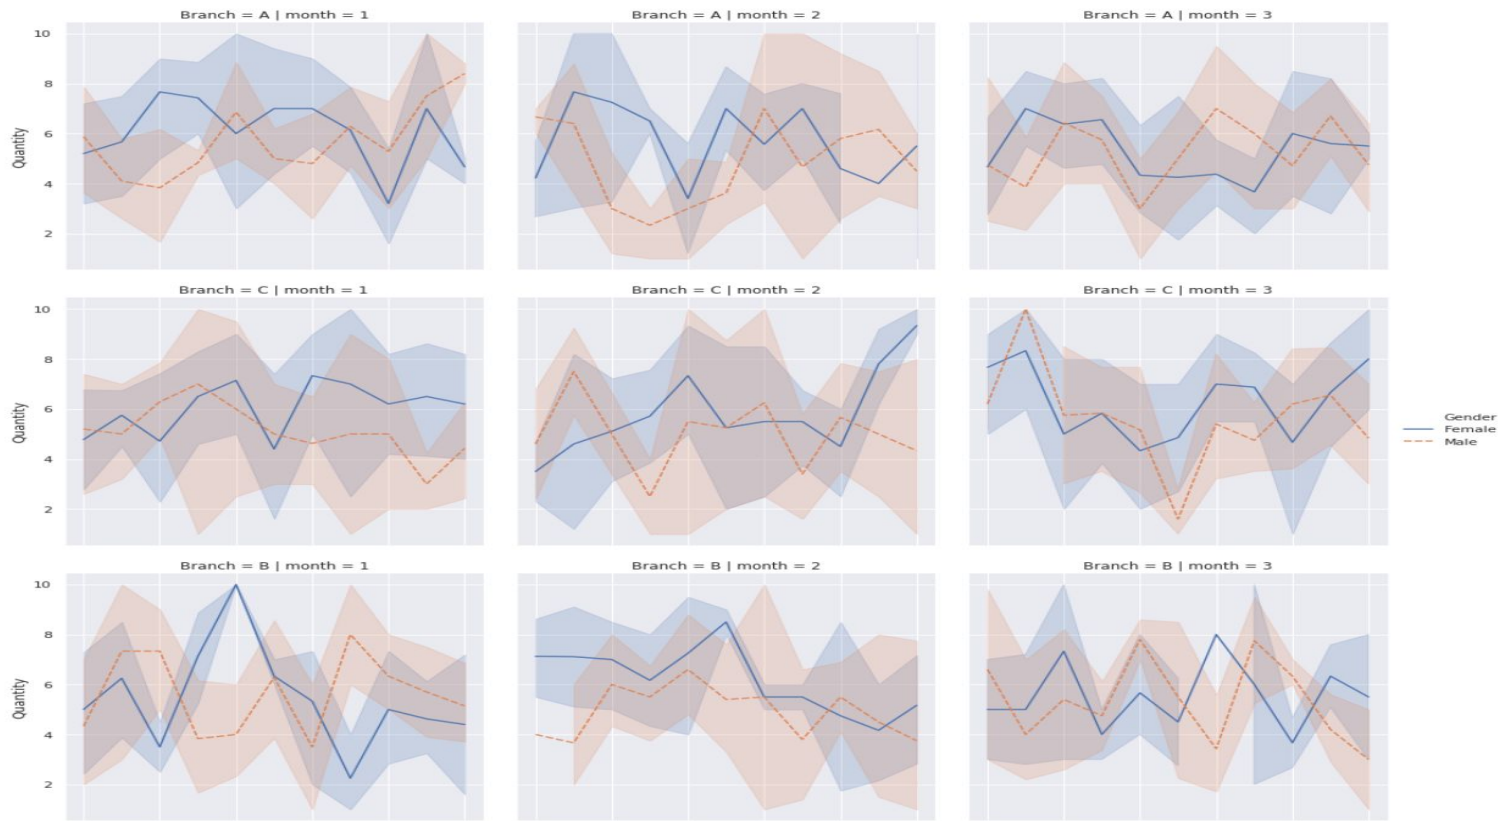 Branch = A | month = 1
Branch = A | month = 2
Branch = A | month = 3
10
8
6
4
2
Quantity
Branch = C | month = 1
Branch = C | month = 2
Branch = C | month = 3
10
8
6
4
2
Quantity
Gender
Female
Male
Branch = B | month = 1
Branch = B | month = 2
Branch = B | month = 3
10
8
6
4
2
Quantity